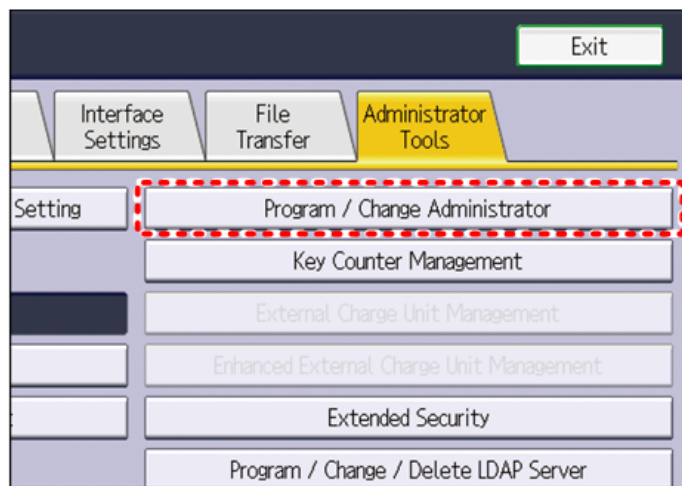 Exit
Interface
Settings
File
Transfer
Administrator
Tools
Setting
Program / Change Administrator
Key Counter Management
External Charge Unit Management
Enhanced External Charge Unit Management
Extended Security
Program / Change / Delete LDAP Server